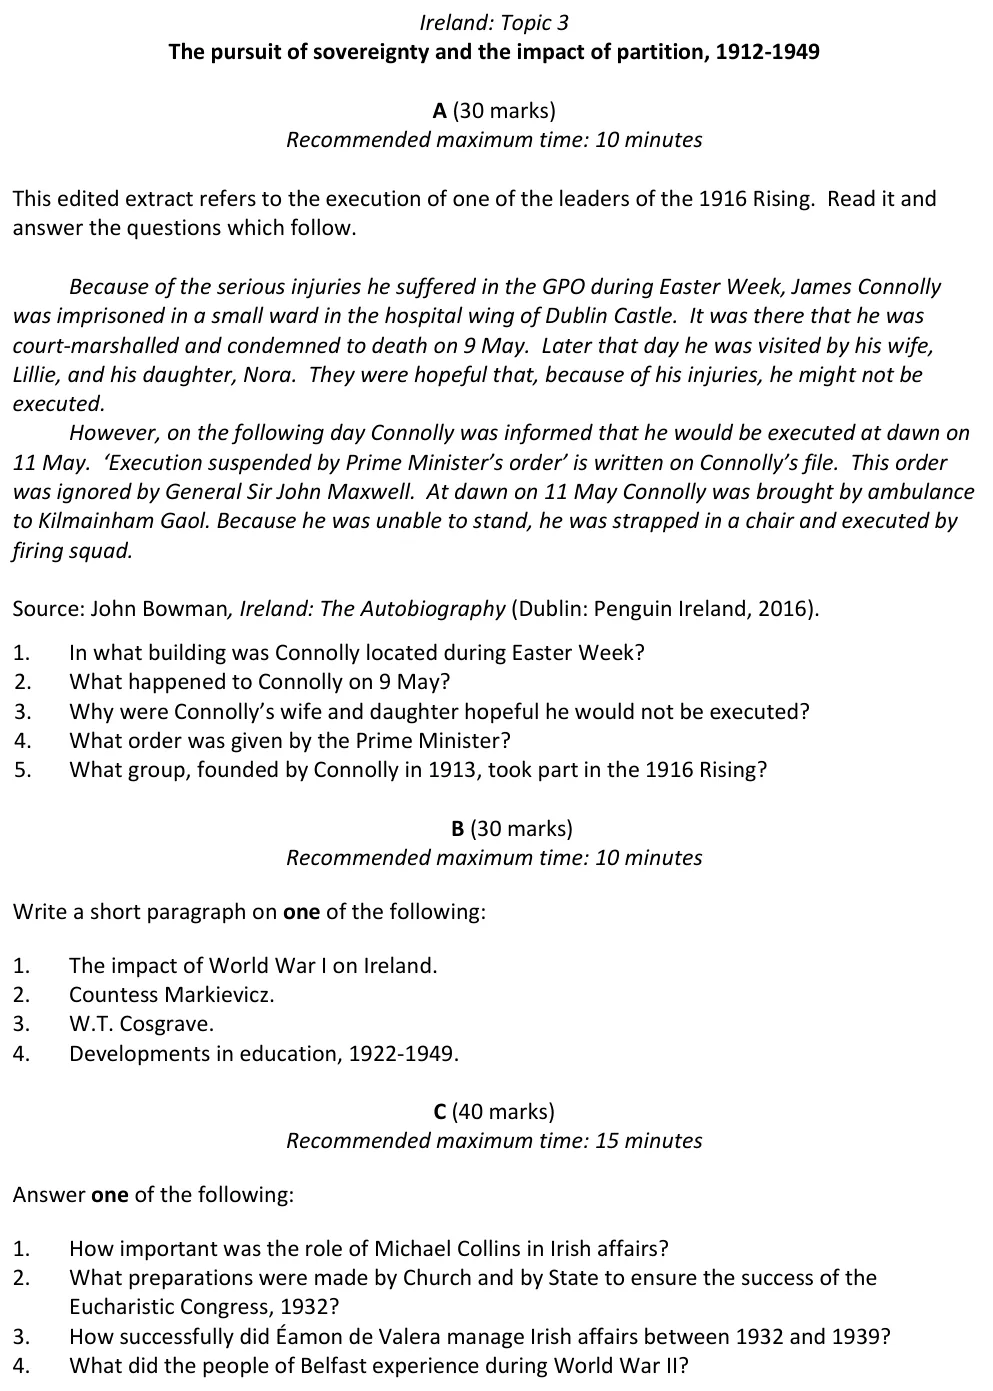 Ireland: Topic 3
The pursuit of sovereignty and the impact of partition, 1912-1949
A (30 marks)
Recommended maximum time: 10 minutes
This edited extract refers to the execution of one of the leaders of the 1916 Rising.  Read it and
answer the questions which follow.
Because of the serious injuries he suffered in the GPO during Easter Week, James Connolly
was imprisoned in a small ward in the hospital wing of Dublin Castle.  It was there that he was
court-marshalled and condemned to death on 9 May.  Later that day he was visited by his wife,
Lillie, and his daughter, Nora.  They were hopeful that, because of his injuries, he might not be
executed.
However, on the following day Connolly was informed that he would be executed at dawn on
11 May.  ‘Execution suspended by Prime Minister’s order’ is written on Connolly’s file.  This order
was ignored by General Sir John Maxwell.  At dawn on 11 May Connolly was brought by ambulance
to Kilmainham Gaol. Because he was unable to stand, he was strapped in a chair and executed by
firing squad.
Source: John Bowman, Ireland: The Autobiography (Dublin: Penguin Ireland, 2016).
1. In what building was Connolly located during Easter Week?
2. What happened to Connolly on 9 May?
3. Why were Connolly’s wife and daughter hopeful he would not be executed?
4. What order was given by the Prime Minister?
5. What group, founded by Connolly in 1913, took part in the 1916 Rising?
B (30 marks)
Recommended maximum time: 10 minutes
Write a short paragraph on one of the following:
1. The impact of World War I on Ireland.
2. Countess Markievicz.
3. W.T. Cosgrave.
4. Developments in education, 1922-1949.
C (40 marks)
Recommended maximum time: 15 minutes
Answer one of the following:
1. How important was the role of Michael Collins in Irish affairs?
2. What preparations were made by Church and by State to ensure the success of the
Eucharistic Congress, 1932?
3. How successfully did Éamon de Valera manage Irish affairs between 1932 and 1939?
4. What did the people of Belfast experience during World War II?